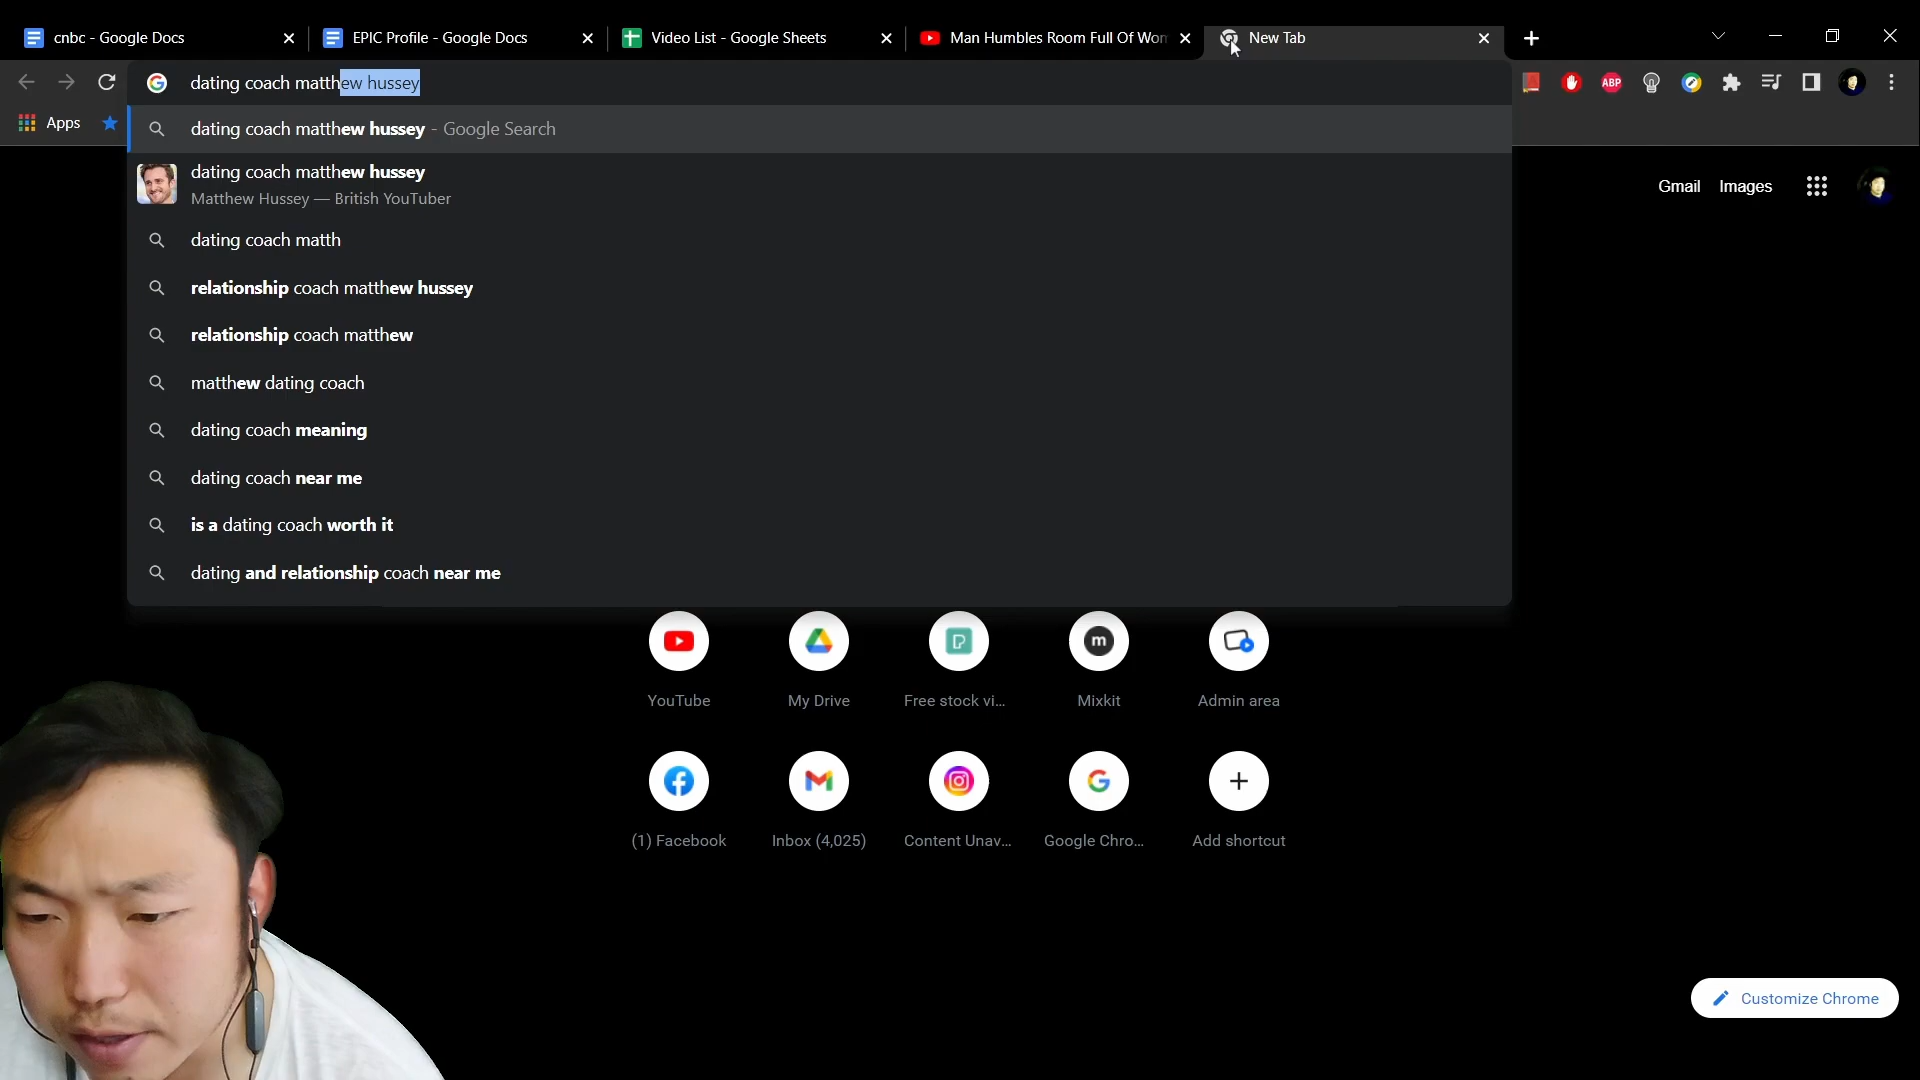 cnbc - Google Docs
EPIC Profile - Google Docs
Video List - Google Sheets
Man Humbles Room Full Of Wom
New Tab
dating coach matthew hussey
ABP
Apps
dating coach matthew hussey - Google Search
dating coach matthew hussey
Matthew Hussey — British YouTuber
Gmail
Images
dating coach matth
relationship coach matthew hussey
relationship coach matthew
matthew dating coach
dating coach meaning
dating coach near me
is a dating coach worth it
dating and relationship coach near me
YouTube
My Drive
Free stock vi...
Mixkit
Admin area
(1) Facebook
Inbox (4,025)
Content Unav...
Google Chro...
Add shortcut
Customize Chrome